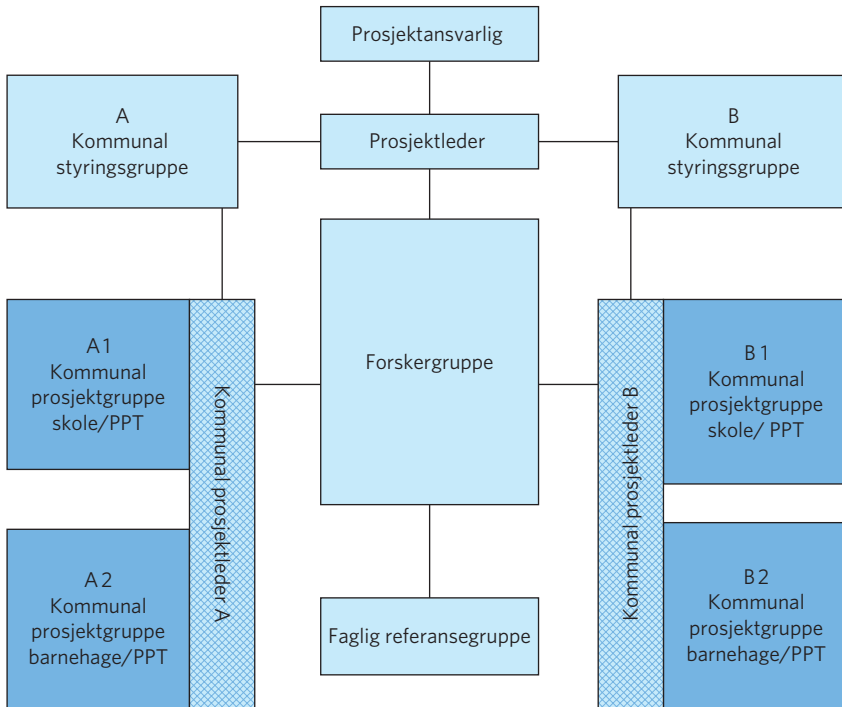 Prosjektansvarlig
A
Kommunal
styringsgruppe
Prosjektleder
B
Kommunal
styringsgruppe
A 1
Kommunal
prosjektgruppe
skole/PPT
Kommunal prosjektleder A
Forskergruppe
Kommunal prosjektleder B
B 1
Kommunal
prosjektgruppe
skole/ PPT
A 2
Kommunal
prosjektgruppe
barnehage/PPT
Faglig referansegruppe
B 2
Kommunal
prosjektgruppe
barnehage/PPT